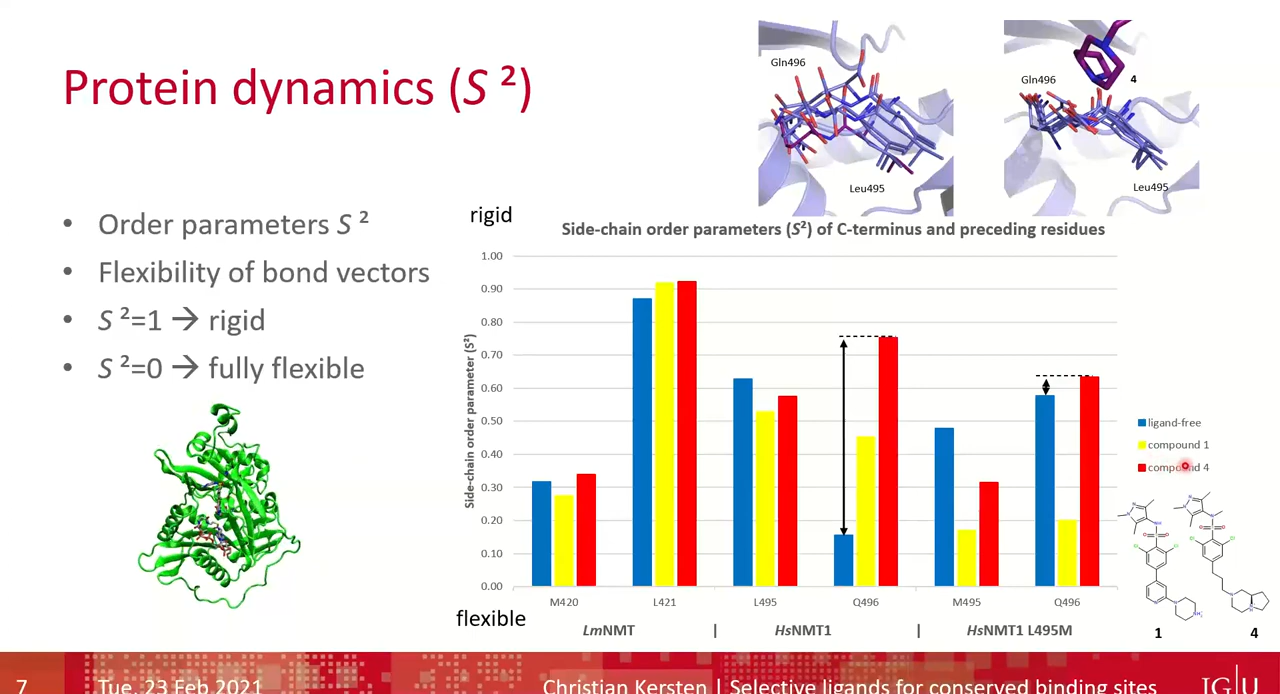 Protein dynamics (S ²)
Gln496
Leu495
Gln496
4
Leu495
• Order parameters S ²
• Flexibility of bond vectors
• S ²=1 → rigid
• S ²=0 → fully flexible
rigid
Side-chain order parameters (S²) of C-terminus and preceding residues
Side-chain order parameter (S²)
1.00
0.90
0.80
0.70
0.60
0.50
0.40
0.30
0.20
0.10
0.00
flexible
M420 L421 L495 Q496 M495 Q496
LmNMT | HsNMT1 | HsNMT1 L495M
ligand-free
compound 1
compound 4
1 4
7 Tue, 23 Feb 2021 Christian Kersten | Selective ligands for conserved binding sites JG|U